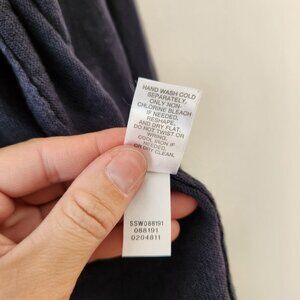 HAND WASH COLD
SEPARATELY,
ONLY NON-
CHLORINE BLEACH
IF NEEDED.
RESHAPE,
AND DRY FLAT.
DO NOT TWIST OR
WRING.
COOL IRON IF
OR DRY CLEAN.
SSW088191
088191
0204811